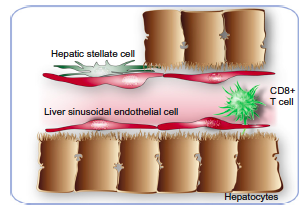 Hepatic stellate cell
CD8+
T cell
Liver sinusoidal endothelial cell
Hepatocytes